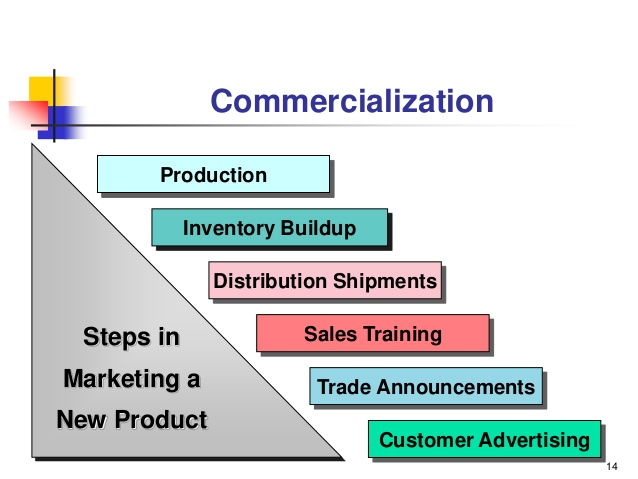 Commercialization
Production
Inventory Buildup
Distribution Shipments
Sales Training
Trade Announcements
Customer Advertising
Steps in
Marketing a
New Product
14